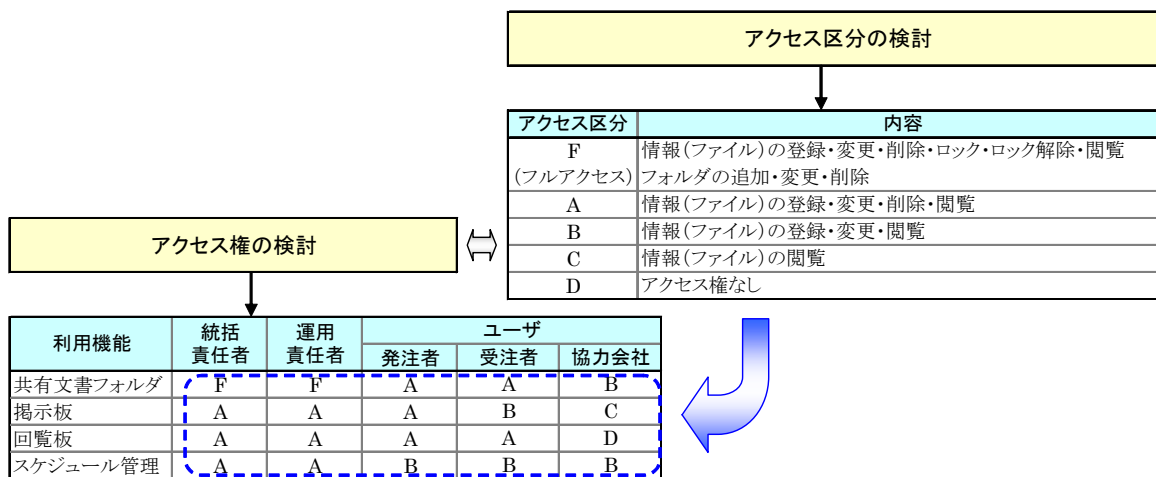 アクセス区分の検討
アクセス区分 内容
F 情報(ファイル)の登録・変更・削除・ロック・ロック解除・閲覧
(フルアクセス) フォルダの追加・変更・削除
A 情報(ファイル)の登録・変更・削除・閲覧
B 情報(ファイル)の登録・変更・閲覧
C 情報(ファイル)の閲覧
D アクセス権なし
アクセス権の検討
利用機能 統括責任者 運用責任者 ユーザ
発注者 受注者 協力会社
共有文書フォルダ F F A A B
掲示板 A A A B C
回覧板 A A A A D
スケジュール管理 A A B B B